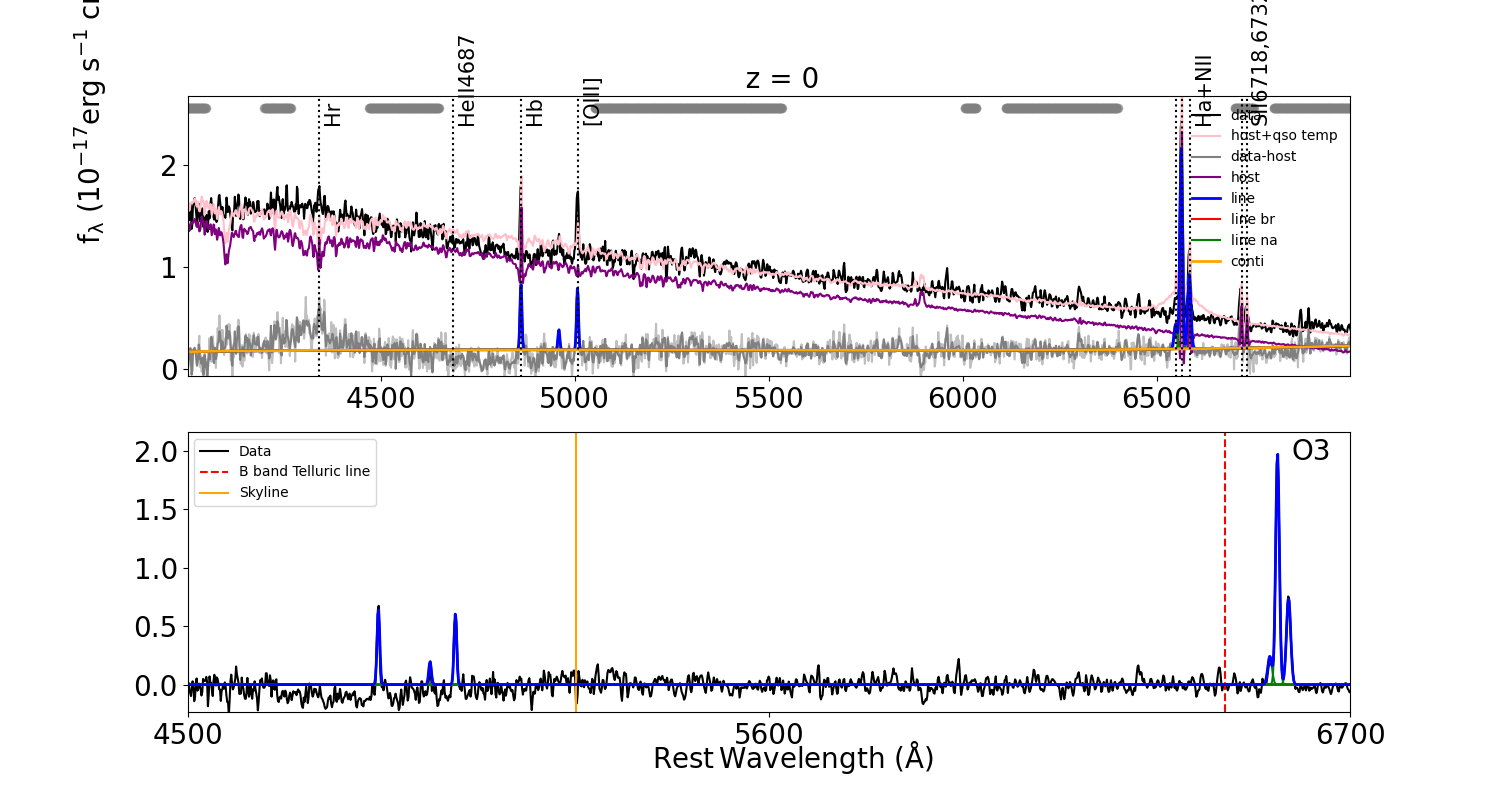 z = 0
f_λ (10^−17 erg s^−1 c
Hr
HeII4687
Hb
[OIII]
Ha+NII
SII6718,673
data
host+qso temp
data-host
host
line
line br
line na
conti
2
1
0
4500 5000 5500 6000 6500
O3
Data
B band Telluric line
Skyline
2.0
1.5
1.0
0.5
0.0
4500 5600 6700
Rest Wavelength (Å)